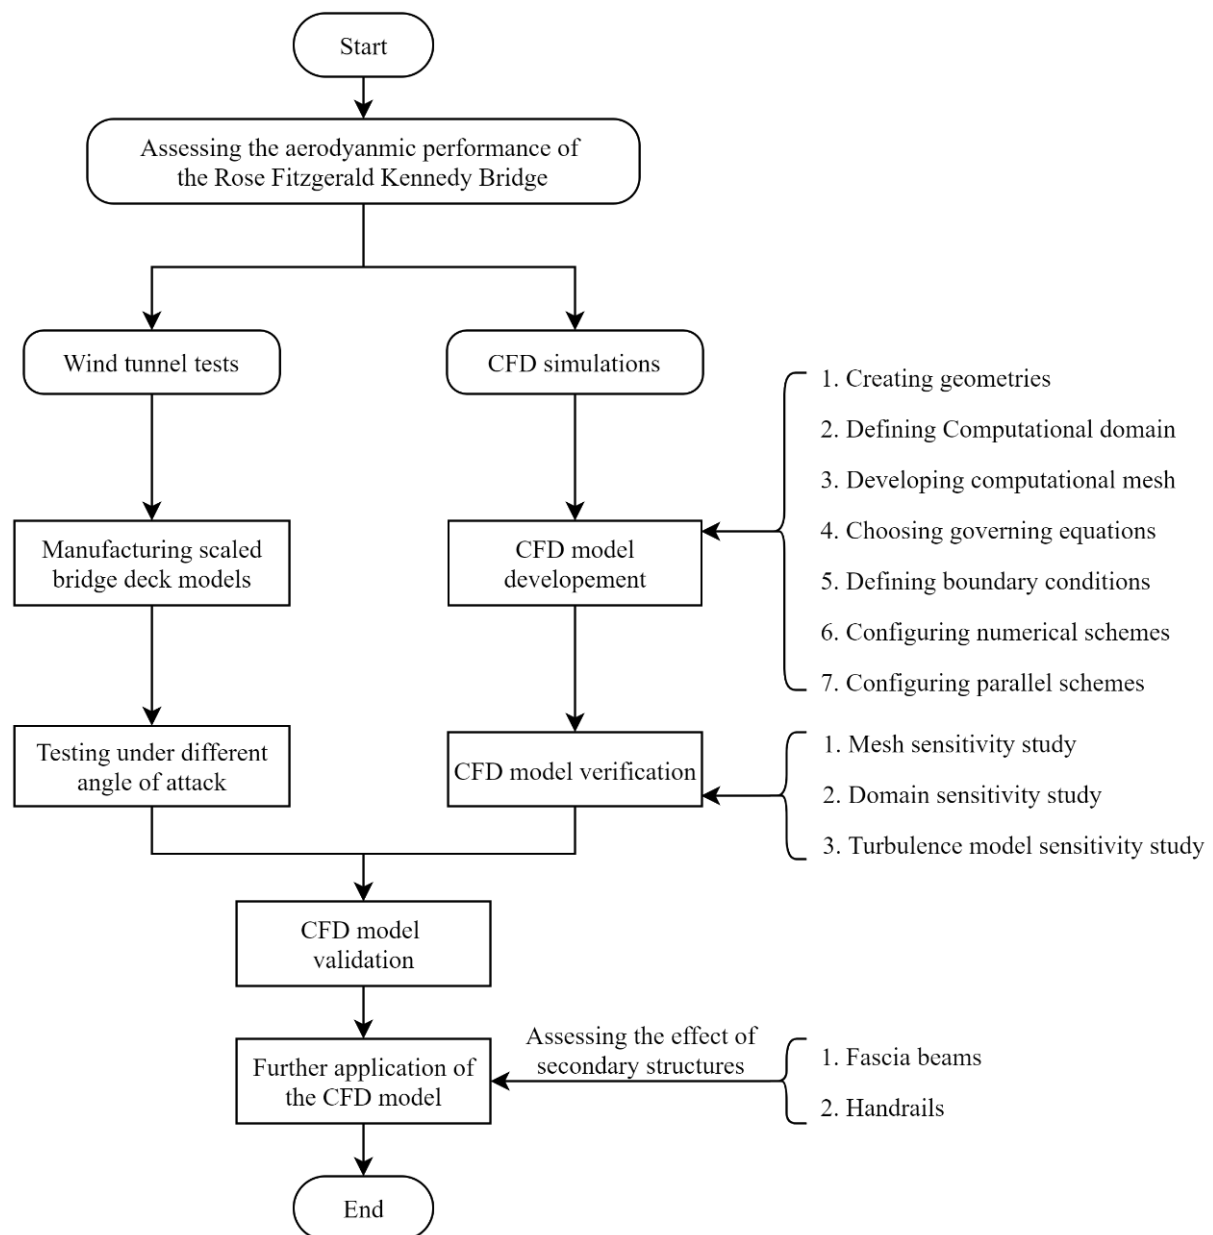 Start
Assessing the aerodyanmic performance of
the Rose Fitzgerald Kennedy Bridge
Wind tunnel tests
CFD simulations
1. Creating geometries
2. Defining Computational domain
3. Developing computational mesh
4. Choosing governing equations
5. Defining boundary conditions
6. Configuring numerical schemes
7. Configuring parallel schemes
Manufacturing scaled
bridge deck models
CFD model
developement
Testing under different
angle of attack
CFD model verification
1. Mesh sensitivity study
2. Domain sensitivity study
3. Turbulence model sensitivity study
CFD model
validation
Further application of
the CFD model
Assessing the effect of
secondary structures
1. Fascia beams
2. Handrails
End